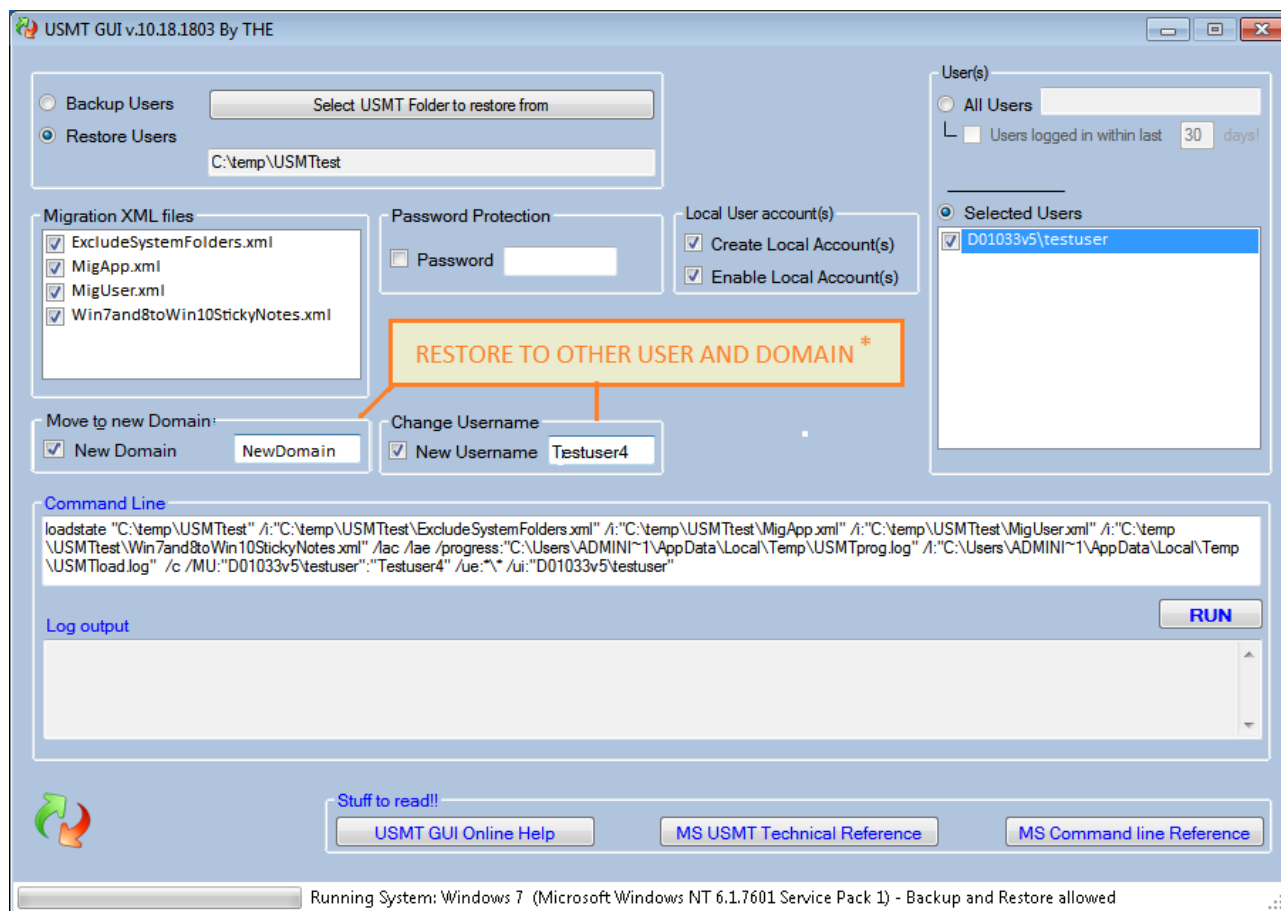 USMT GUI v.10.18.1803 By THE
Backup Users
Select USMT Folder to restore from
Restore Users
C:\temp\USMTtest
User(s)
All Users
Users logged in within last 30 days!
Selected Users
D01033v5\testuser
Migration XML files
ExcludeSystemFolders.xml
MigApp.xml
MigUser.xml
Win7and8toWin10StickyNotes.xml
Password Protection
Password
Local User account(s)
Create Local Account(s)
Enable Local Account(s)
RESTORE TO OTHER USER AND DOMAIN *
Move to new Domain:
New Domain NewDomain
Change Username
New Username Testuser4
Command Line
loadstate "C:\temp\USMTtest" /i:"C:\temp\USMTtest\ExcludeSystemFolders.xml" /i:"C:\temp\USMTtest\MigApp.xml" /i:"C:\temp\USMTtest\MigUser.xml" /i:"C:\temp
\USMTtest\Win7and8toWin10StickyNotes.xml" /lac /lae /progress:"C:\Users\ADMINI~1\AppData\Local\Temp\USMTprog.log" /l:"C:\Users\ADMINI~1\AppData\Local\Temp
\USMTload.log" /c /MU:"D01033v5\testuser":"Testuser4" /ue:*\* /ui:"D01033v5\testuser"
RUN
Log output
Stuff to read!!
USMT GUI Online Help
MS USMT Technical Reference
MS Command line Reference
Running System: Windows 7 (Microsoft Windows NT 6.1.7601 Service Pack 1) - Backup and Restore allowed